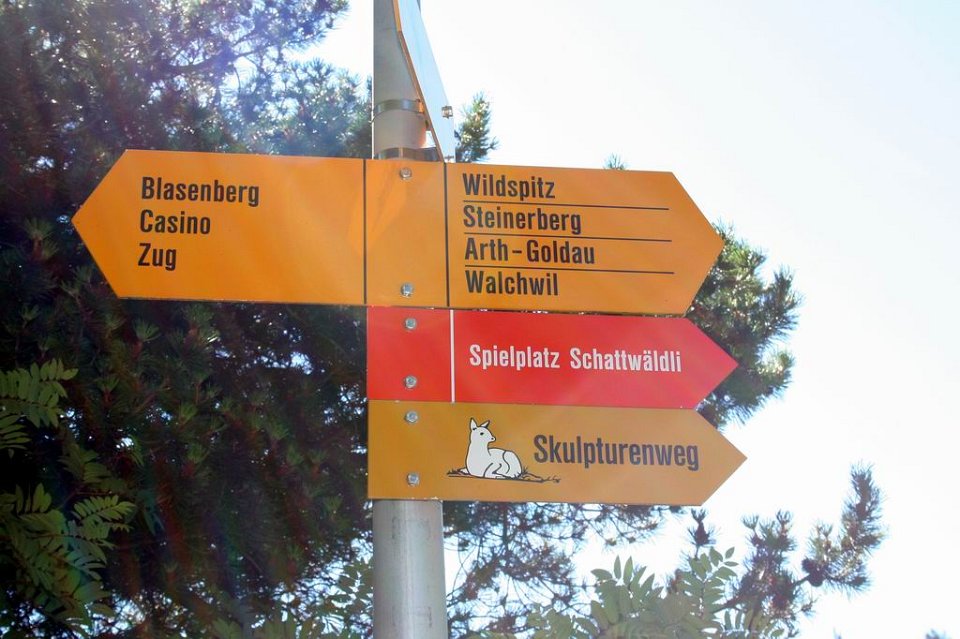 Blasenberg
Casino
Zug
Wildspitz
Steinerberg
Arth-Goldau
Walchwil
Spielplatz Schattwäldli
Skulpturenweg